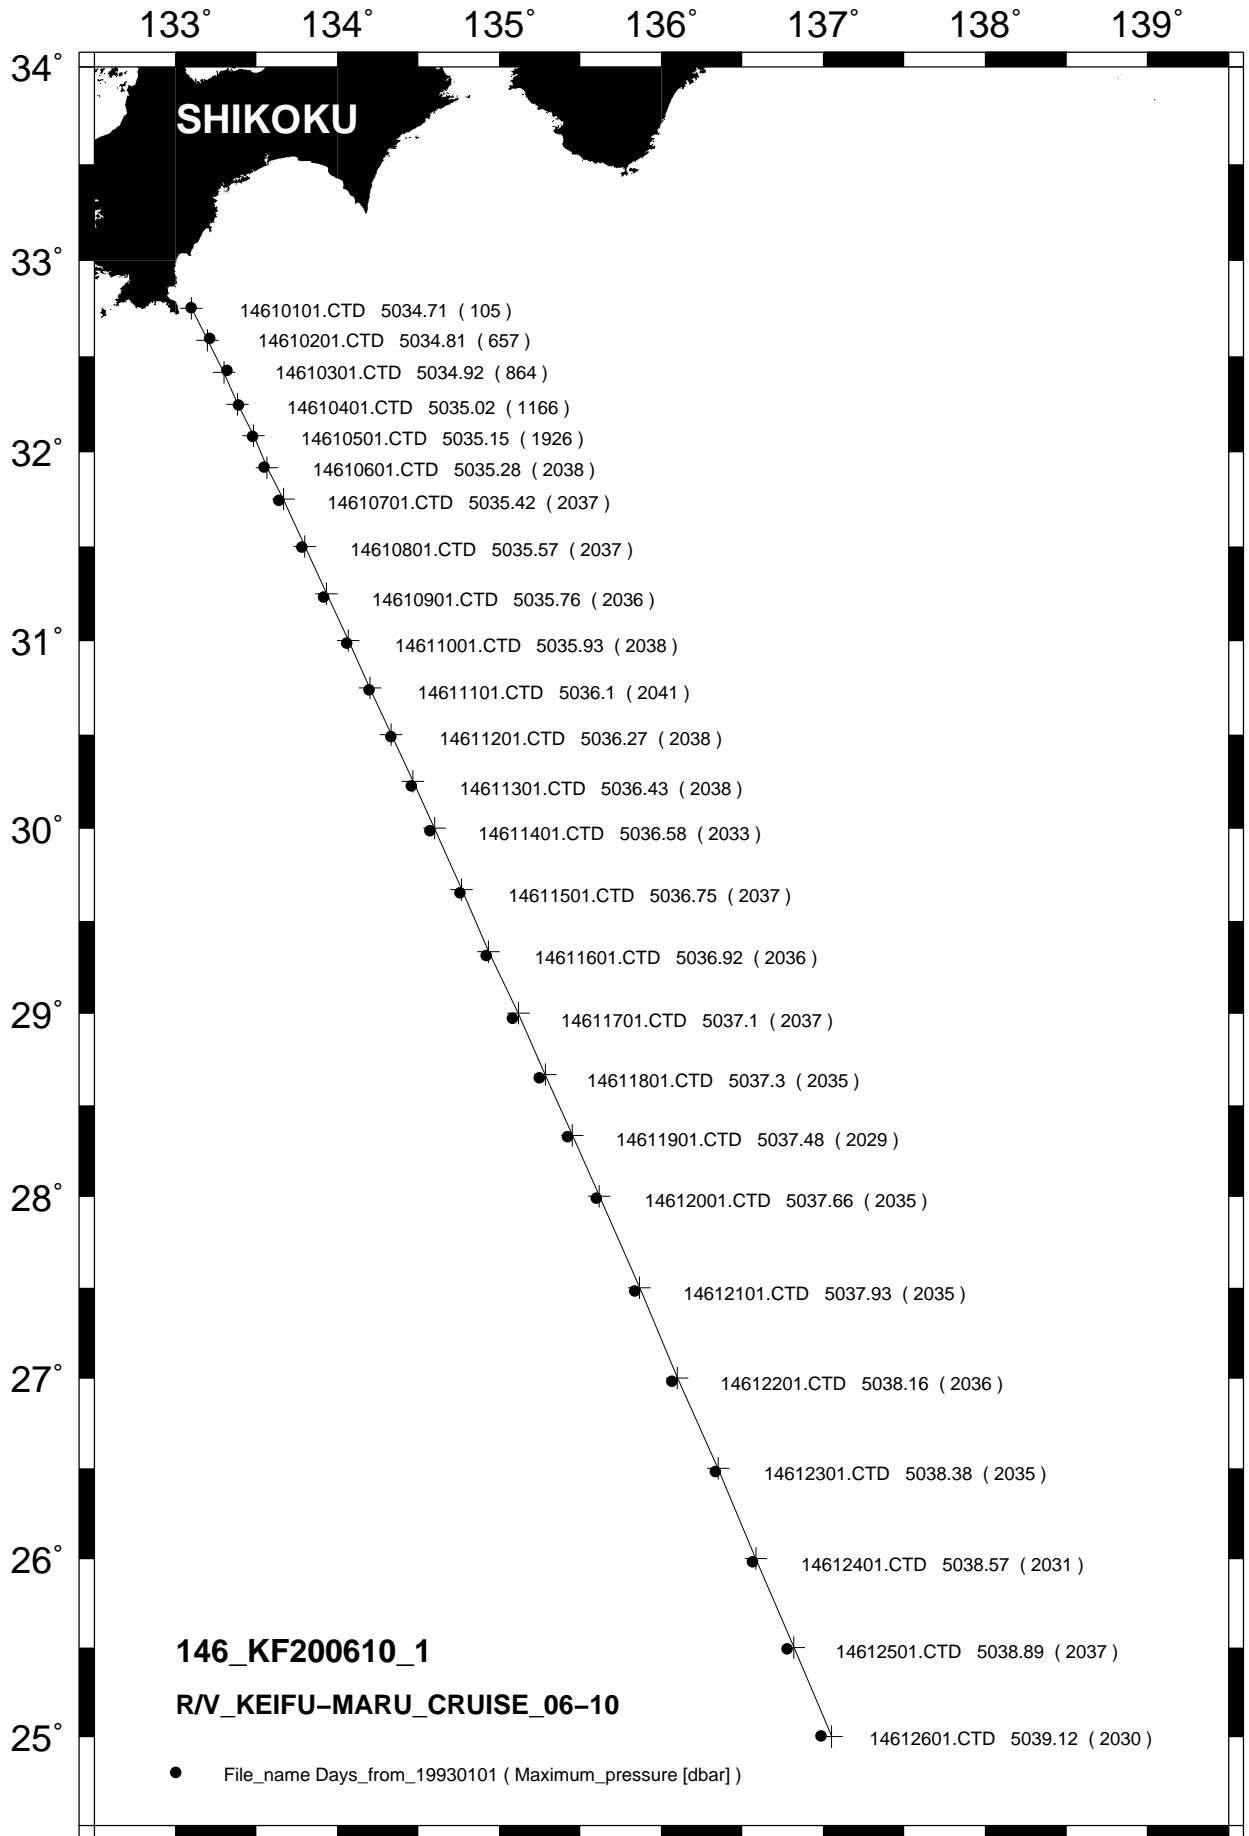 133° 134° 135° 136° 137° 138° 139°
34°
SHIKOKU
33°
14610101.CTD 5034.71 ( 105 )
14610201.CTD 5034.81 ( 657 )
14610301.CTD 5034.92 ( 864 )
14610401.CTD 5035.02 ( 1166 )
14610501.CTD 5035.15 ( 1926 )
32°
14610601.CTD 5035.28 ( 2038 )
14610701.CTD 5035.42 ( 2037 )
14610801.CTD 5035.57 ( 2037 )
14610901.CTD 5035.76 ( 2036 )
31°
14611001.CTD 5035.93 ( 2038 )
14611101.CTD 5036.1 ( 2041 )
14611201.CTD 5036.27 ( 2038 )
14611301.CTD 5036.43 ( 2038 )
30°
14611401.CTD 5036.58 ( 2033 )
14611501.CTD 5036.75 ( 2037 )
14611601.CTD 5036.92 ( 2036 )
29°
14611701.CTD 5037.1 ( 2037 )
14611801.CTD 5037.3 ( 2035 )
14611901.CTD 5037.48 ( 2029 )
28°
14612001.CTD 5037.66 ( 2035 )
14612101.CTD 5037.93 ( 2035 )
27°
14612201.CTD 5038.16 ( 2036 )
14612301.CTD 5038.38 ( 2035 )
26°
14612401.CTD 5038.57 ( 2031 )
146_KF200610_1
14612501.CTD 5038.89 ( 2037 )
R/V_KEIFU−MARU_CRUISE_06−10
25°
14612601.CTD 5039.12 ( 2030 )
File_name Days_from_19930101 ( Maximum_pressure [dbar] )